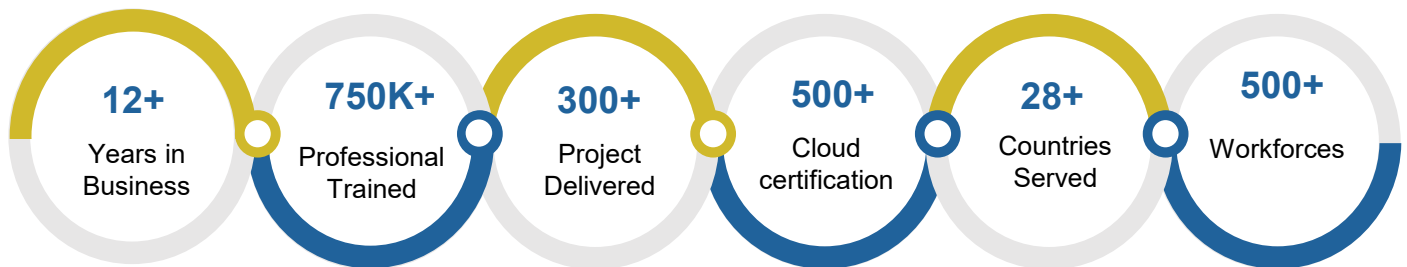 12+
Years in
Business
750K+
Professional
Trained
300+
Project
Delivered
500+
Cloud
certification
28+
Countries
Served
500+
Workforces